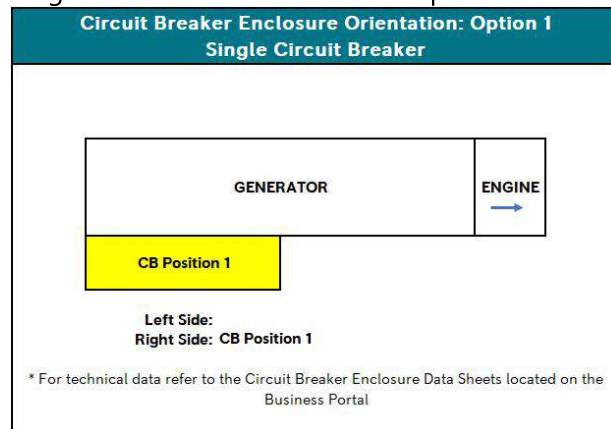 Circuit Breaker Enclosure Orientation: Option 1
Single Circuit Breaker
GENERATOR
ENGINE
CB Position 1
Left Side:
Right Side: CB Position 1
* For technical data refer to the Circuit Breaker Enclosure Data Sheets located on the
Business Portal